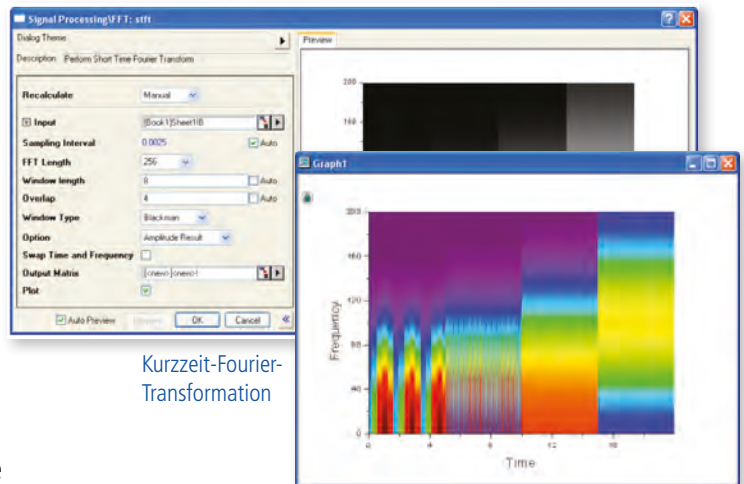 Signal Processing\FFT: stft
Dialog Theme
Description Perform Short Time Fourier Transform
Recalculate Manual
Input [Book1]Sheet1!B
Sampling Interval 0.0025 Auto
FFT Length 256
Window length 8 Auto
Overlap 4 Auto
Window Type Blackman
Option Amplitude Result
Swap Time and Frequency
Output Matrix
Plot
Auto Preview OK Cancel
Preview
200
160
Graph1
200
160
120
80
40
0
Frequency
0 4 8 12 16
Time
Kurzzeit-Fourier-
Transformation